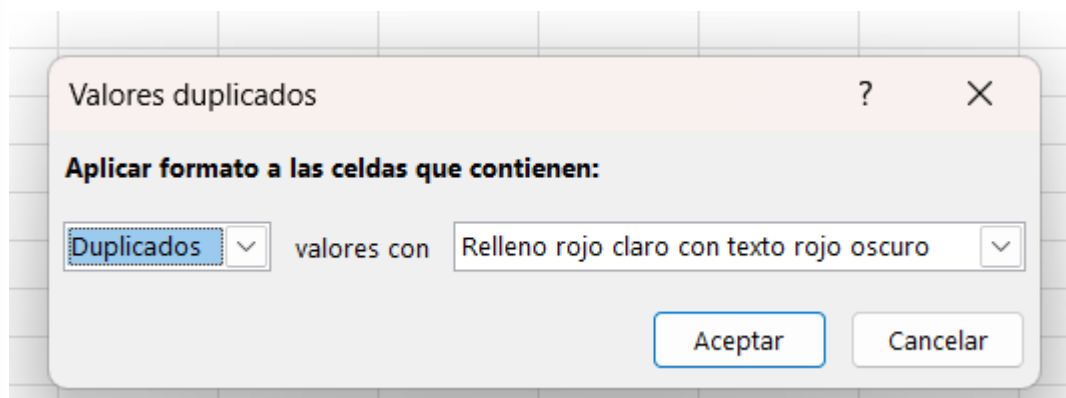 Valores duplicados ?
Aplicar formato a las celdas que contienen:
Duplicados valores con Relleno rojo claro con texto rojo oscuro
Aceptar Cancelar